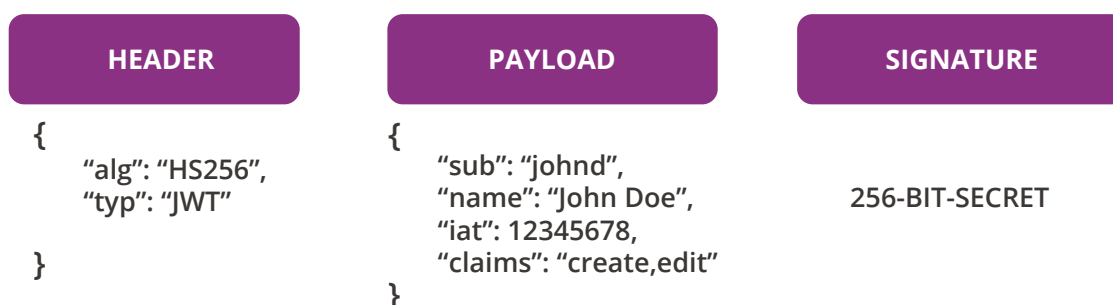 HEADER
{
“alg”: “HS256”,
“typ”: “JWT”
}
PAYLOAD
{
“sub”: “johnd”,
“name”: “John Doe”,
“iat”: 12345678,
“claims”: “create,edit”
}
SIGNATURE
256-BIT-SECRET